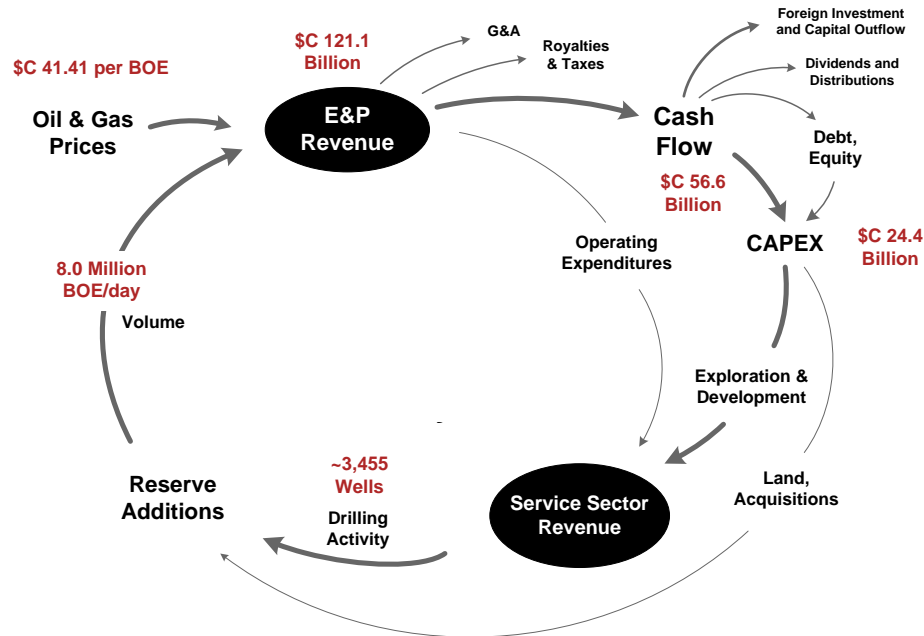 Foreign Investment
and Capital Outflow
G&A
$C 121.1
Billion
Royalties
& Taxes
$C 41.41 per BOE
Dividends and
Distributions
Oil & Gas
Prices
E&P
Revenue
Cash
Flow
Debt,
Equity
$C 56.6
Billion
CAPEX
$C 24.4
Billion
Operating
Expenditures
8.0 Million
BOE/day
Volume
Exploration &
Development
~3,455
Wells
Reserve
Additions
Drilling
Activity
Service Sector
Revenue
Land,
Acquisitions